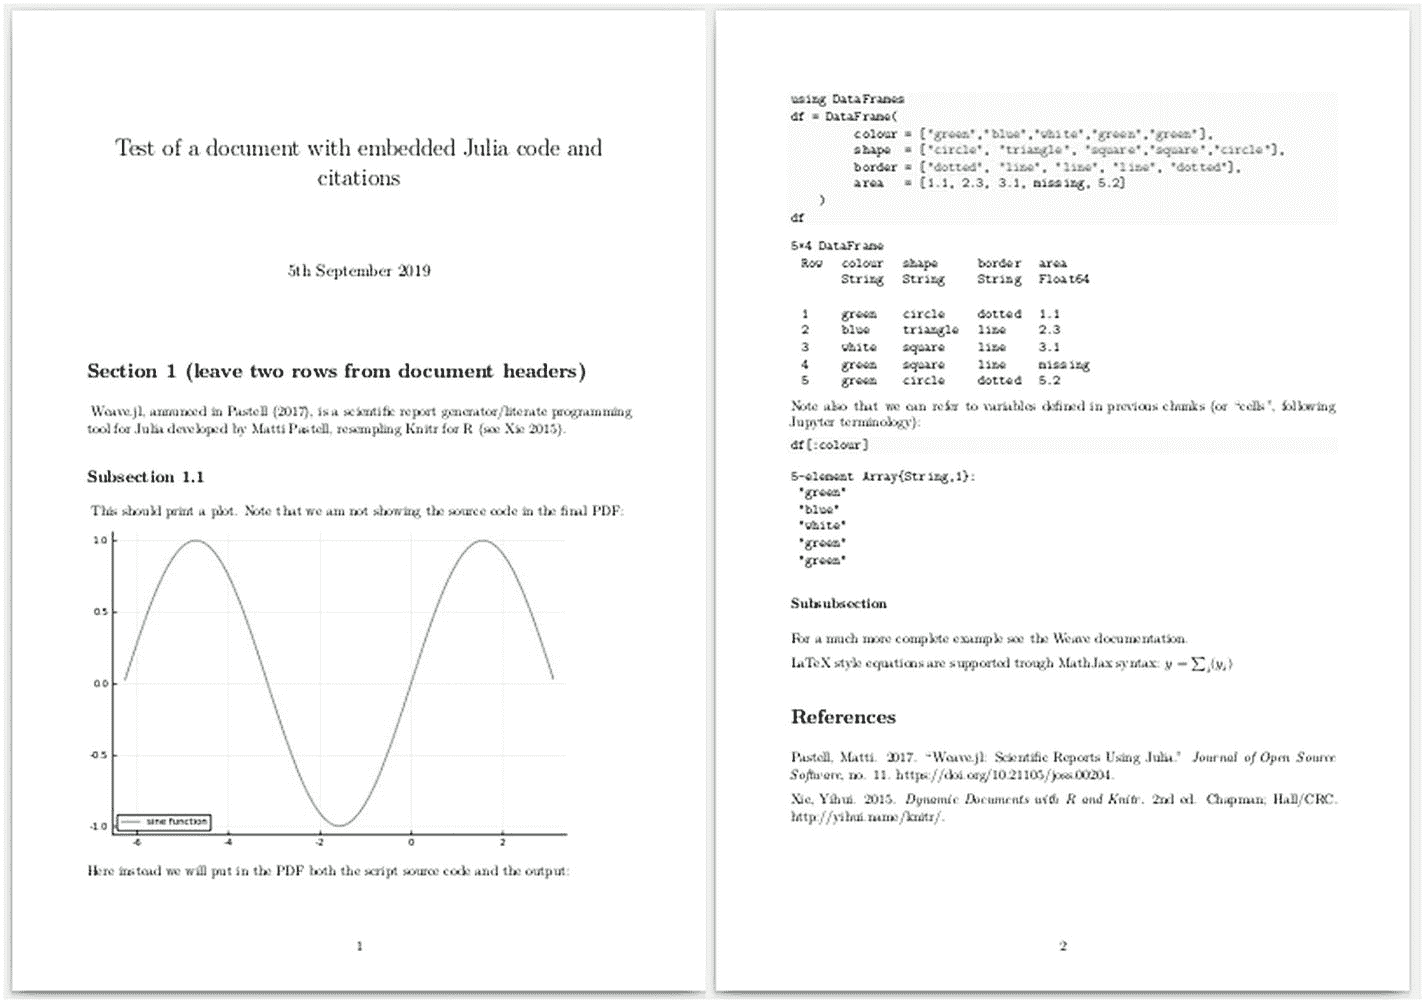 Test of a document with embedded Julia code and
citations
5th September 2019
Section 1 (leave two rows from document headers)
Weave.jl, annunced in Pastell (2017), is a scientific report generator/literate programming
tool for Julia developed by Matti Pastell, resempling Knitr for R (see Xie 2015).
Subsection 1.1
This should print a plot. Note that we am not showing the source code in the final PDF:
1.0
0.5
0.0
-0.5
-1.0
sine function
-6 -4 -2 0 2
Here instead we will put in the PDF both the script source code and the output:
1
using DataFrames
df = DataFrame(
colour = ["green","blue","white","green","green"],
shape = ["circle", "triangle", "square","square","circle"],
border = ["dotted", "line", "line", "line", "dotted"],
area = [1.1, 2.3, 3.1, missing, 5.2]
)
df
5×4 DataFrame
Row colour shape border area
String String String Float64
1 green circle dotted 1.1
2 blue triangle line 2.3
3 white square line 3.1
4 green square line missing
5 green circle dotted 5.2
Note also that we can refer to variables defined in previous chunks (or "cells", following
Jupyter terminology):
df[:colour]
5-element Array{String,1}:
"green"
"blue"
"white"
"green"
"green"
Subsubsection
For a much more complete example see the Weave documentation.
LaTeX style equations are supported trough MathJax syntax: y = ∑ᵢ(yᵢ)
References
Pastell, Matti. 2017. "Weave.jl: Scientific Reports Using Julia." Journal of Open Source
Software, no. 11. https://doi.org/10.21105/joss.00204.
Xie, Yihui. 2015. Dynamic Documents with R and Knitr. 2nd ed. Chapman; Hall/CRC.
http://yihui.name/knitr/.
2